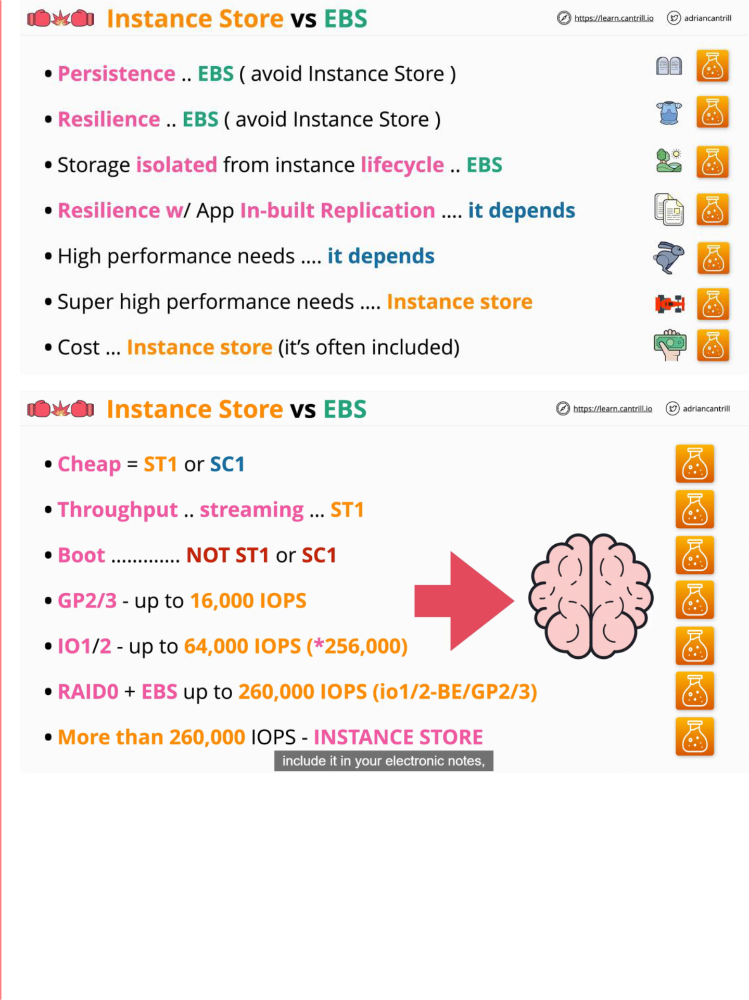 Instance Store vs EBS
https://learn.cantrill.io
adriancantrill
• Persistence .. EBS ( avoid Instance Store )
• Resilience .. EBS ( avoid Instance Store )
• Storage isolated from instance lifecycle .. EBS
• Resilience w/ App In-built Replication .... it depends
• High performance needs .... it depends
• Super high performance needs .... Instance store
• Cost ... Instance store (it’s often included)
Instance Store vs EBS
https://learn.cantrill.io
adriancantrill
• Cheap = ST1 or SC1
• Throughput .. streaming ... ST1
• Boot ............. NOT ST1 or SC1
• GP2/3 - up to 16,000 IOPS
• IO1/2 - up to 64,000 IOPS (*256,000)
• RAID0 + EBS up to 260,000 IOPS (io1/2-BE/GP2/3)
• More than 260,000 IOPS - INSTANCE STORE
include it in your electronic notes,